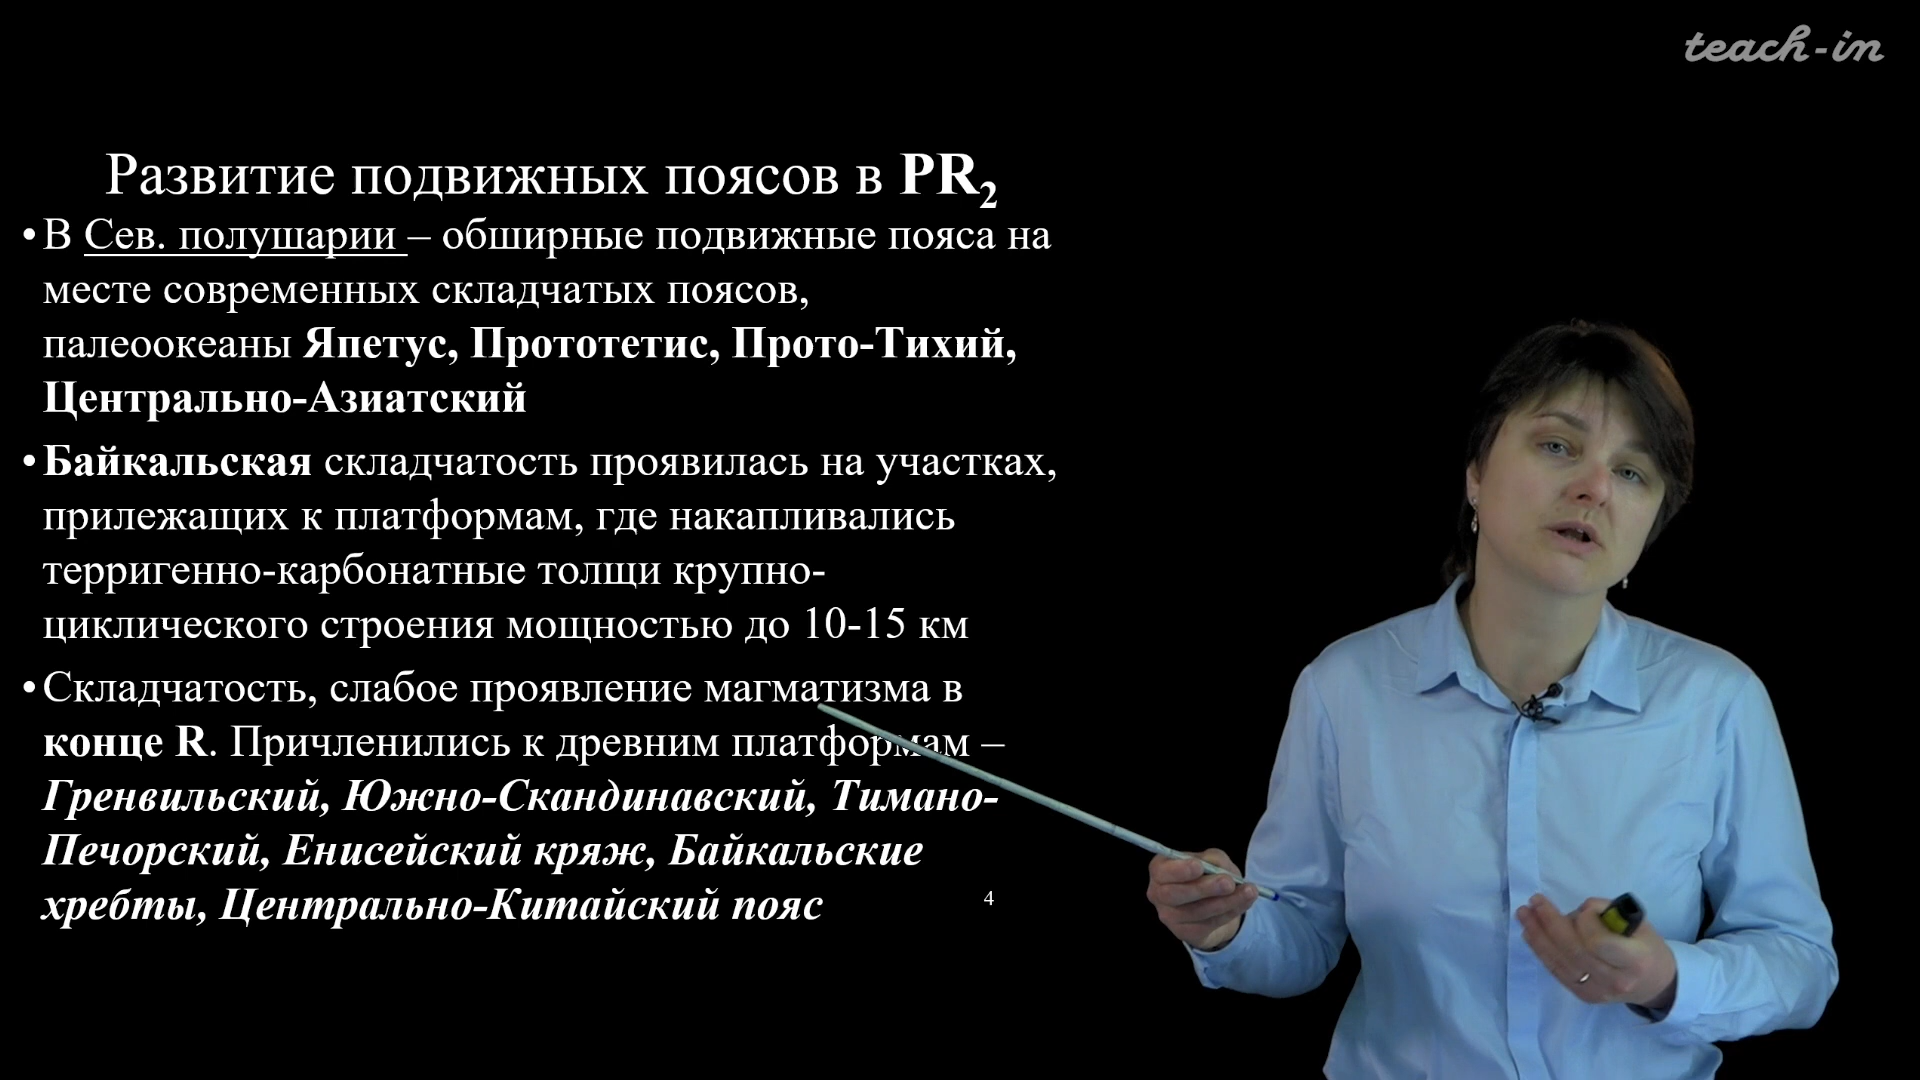 teach-in
Развитие подвижных поясов в PR₂
• В Сев. полушарии – обширные подвижные пояса на
месте современных складчатых поясов,
палеоокеаны Япетус, Прототетис, Прото-Тихий,
Центрально-Азиатский
• Байкальская складчатость проявилась на участках,
прилежащих к платформам, где накапливались
терригенно-карбонатные толщи крупно-
циклического строения мощностью до 10-15 км
• Складчатость, слабое проявление магматизма в
конце R. Причленились к древним платформам –
Гренвильский, Южно-Скандинавский, Тимано-
Печорский, Енисейский кряж, Байкальские
хребты, Центрально-Китайский пояс
4